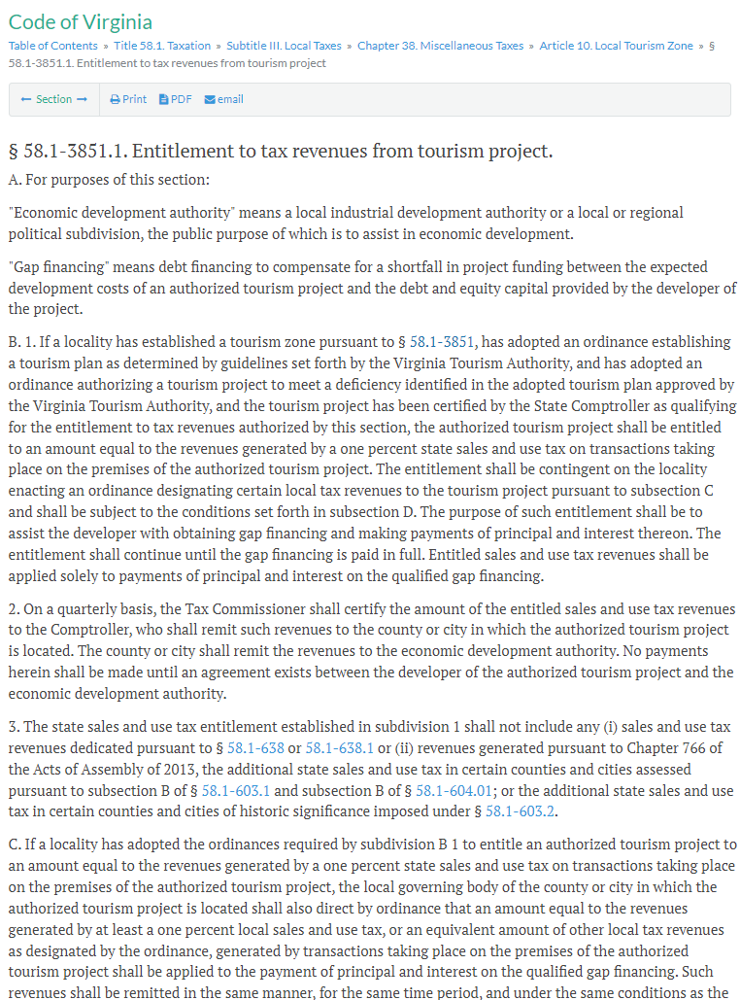 Code of Virginia
Table of Contents » Title 58.1. Taxation » Subtitle III. Local Taxes » Chapter 38. Miscellaneous Taxes » Article 10. Local Tourism Zone » §
58.1-3851.1. Entitlement to tax revenues from tourism project
← Section → Print PDF email
§ 58.1-3851.1. Entitlement to tax revenues from tourism project.
A. For purposes of this section:
"Economic development authority" means a local industrial development authority or a local or regional
political subdivision, the public purpose of which is to assist in economic development.
"Gap financing" means debt financing to compensate for a shortfall in project funding between the expected
development costs of an authorized tourism project and the debt and equity capital provided by the developer of
the project.
B. 1. If a locality has established a tourism zone pursuant to § 58.1-3851, has adopted an ordinance establishing
a tourism plan as determined by guidelines set forth by the Virginia Tourism Authority, and has adopted an
ordinance authorizing a tourism project to meet a deficiency identified in the adopted tourism plan approved by
the Virginia Tourism Authority, and the tourism project has been certified by the State Comptroller as qualifying
for the entitlement to tax revenues authorized by this section, the authorized tourism project shall be entitled
to an amount equal to the revenues generated by a one percent state sales and use tax on transactions taking
place on the premises of the authorized tourism project. The entitlement shall be contingent on the locality
enacting an ordinance designating certain local tax revenues to the tourism project pursuant to subsection C
and shall be subject to the conditions set forth in subsection D. The purpose of such entitlement shall be to
assist the developer with obtaining gap financing and making payments of principal and interest thereon. The
entitlement shall continue until the gap financing is paid in full. Entitled sales and use tax revenues shall be
applied solely to payments of principal and interest on the qualified gap financing.
2. On a quarterly basis, the Tax Commissioner shall certify the amount of the entitled sales and use tax revenues
to the Comptroller, who shall remit such revenues to the county or city in which the authorized tourism project
is located. The county or city shall remit the revenues to the economic development authority. No payments
herein shall be made until an agreement exists between the developer of the authorized tourism project and the
economic development authority.
3. The state sales and use tax entitlement established in subdivision 1 shall not include any (i) sales and use tax
revenues dedicated pursuant to § 58.1-638 or 58.1-638.1 or (ii) revenues generated pursuant to Chapter 766 of
the Acts of Assembly of 2013, the additional state sales and use tax in certain counties and cities assessed
pursuant to subsection B of § 58.1-603.1 and subsection B of § 58.1-604.01; or the additional state sales and use
tax in certain counties and cities of historic significance imposed under § 58.1-603.2.
C. If a locality has adopted the ordinances required by subdivision B 1 to entitle an authorized tourism project to
an amount equal to the revenues generated by a one percent state sales and use tax on transactions taking place
on the premises of the authorized tourism project, the local governing body of the county or city in which the
authorized tourism project is located shall also direct by ordinance that an amount equal to the revenues
generated by at least a one percent local sales and use tax, or an equivalent amount of other local tax revenues
as designated by the ordinance, generated by transactions taking place on the premises of the authorized
tourism project shall be applied to the payment of principal and interest on the qualified gap financing. Such
revenues shall be remitted in the same manner, for the same time period, and under the same conditions as the